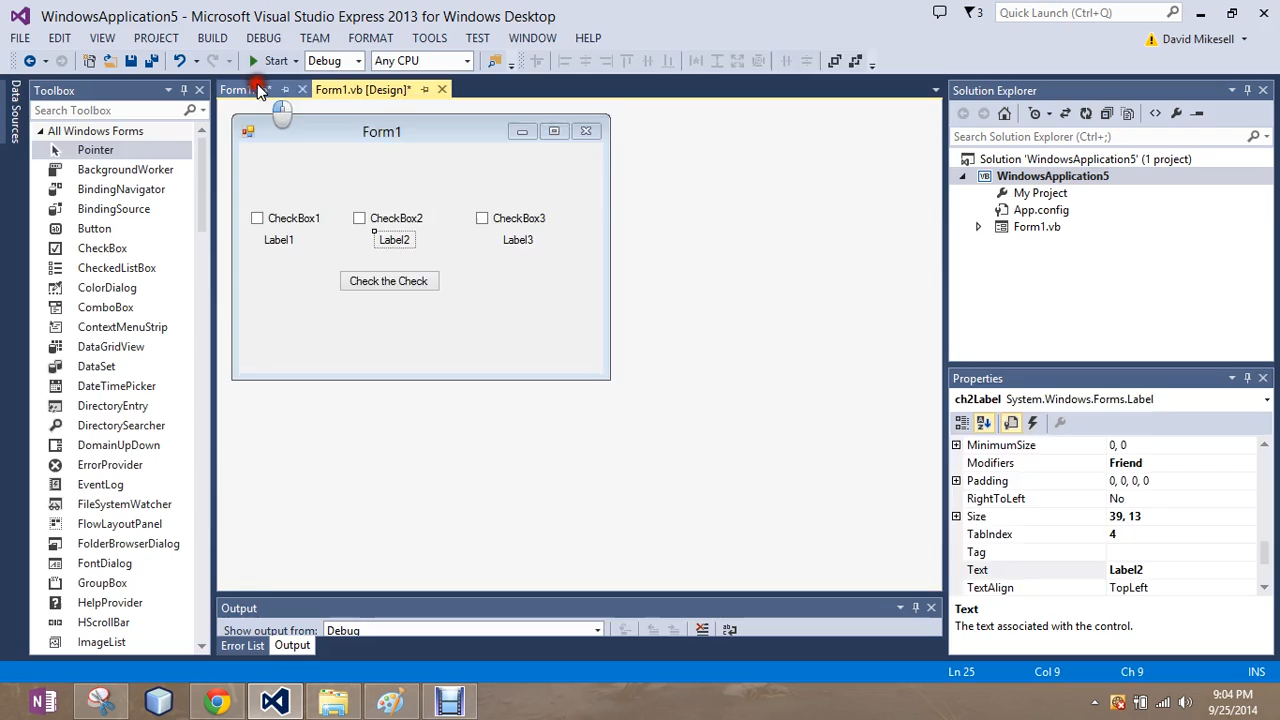 WindowsApplication5 - Microsoft Visual Studio Express 2013 for Windows Desktop
3
Quick Launch (Ctrl+Q)
FILE EDIT VIEW PROJECT BUILD DEBUG TEAM FORMAT TOOLS TEST WINDOW HELP
David Mikesell
Start Debug Any CPU
Data Sources
Toolbox
Form1.vb [Design]*
Solution Explorer
Search Toolbox
Search Solution Explorer (Ctrl+;)
All Windows Forms
Pointer
BackgroundWorker
BindingNavigator
BindingSource
Button
CheckBox
CheckedListBox
ColorDialog
ComboBox
ContextMenuStrip
DataGridView
DataSet
DateTimePicker
DirectoryEntry
DirectorySearcher
DomainUpDown
ErrorProvider
EventLog
FileSystemWatcher
FlowLayoutPanel
FolderBrowserDialog
FontDialog
GroupBox
HelpProvider
HScrollBar
ImageList
Form1
CheckBox1 CheckBox2 CheckBox3
Label1 Label2 Label3
Check the Check
Solution 'WindowsApplication5' (1 project)
WindowsApplication5
My Project
App.config
Form1.vb
Properties
ch2Label System.Windows.Forms.Label
MinimumSize 0, 0
Modifiers Friend
Padding 0, 0, 0, 0
RightToLeft No
Size 39, 13
TabIndex 4
Tag
Text Label2
TextAlign TopLeft
Text
The text associated with the control.
Output
Show output from: Debug
Error List Output
Ln 25 Col 9 Ch 9 INS
9:04 PM
9/25/2014